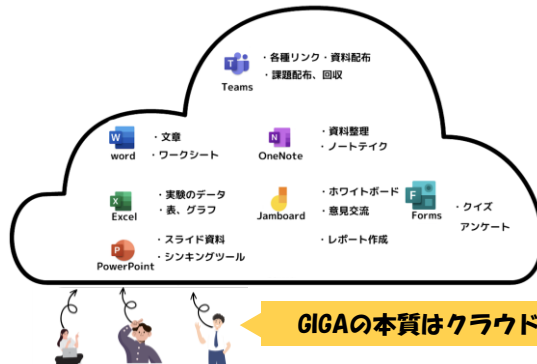 ・各種リンク・資料配布
・課題配布、回収
Teams
・文章
・ワークシート
word
・資料整理
・ノートテイク
OneNote
・実験のデータ
・表、グラフ
Excel
・ホワイトボード
・意見交流
Jamboard
・クイズ
アンケート
Forms
・スライド資料
・シンキングツール
PowerPoint
・レポート作成
GIGAの本質はクラウド